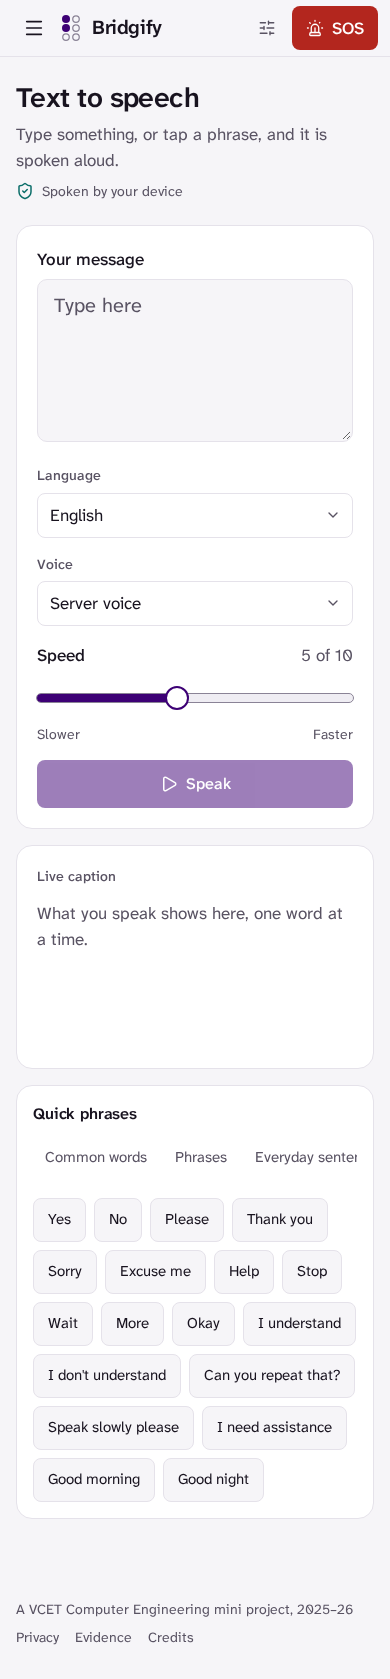 Bridgify
SOS
Text to speech
Type something, or tap a phrase, and it is
spoken aloud.
Spoken by your device
Your message
Type here
Language
English
Voice
Server voice
Speed 5 of 10
Slower Faster
Speak
Live caption
What you speak shows here, one word at
a time.
Quick phrases
Common words Phrases Everyday senter
Yes No Please Thank you
Sorry Excuse me Help Stop
Wait More Okay I understand
I don't understand Can you repeat that?
Speak slowly please I need assistance
Good morning Good night
A VCET Computer Engineering mini project, 2025–26
Privacy Evidence Credits